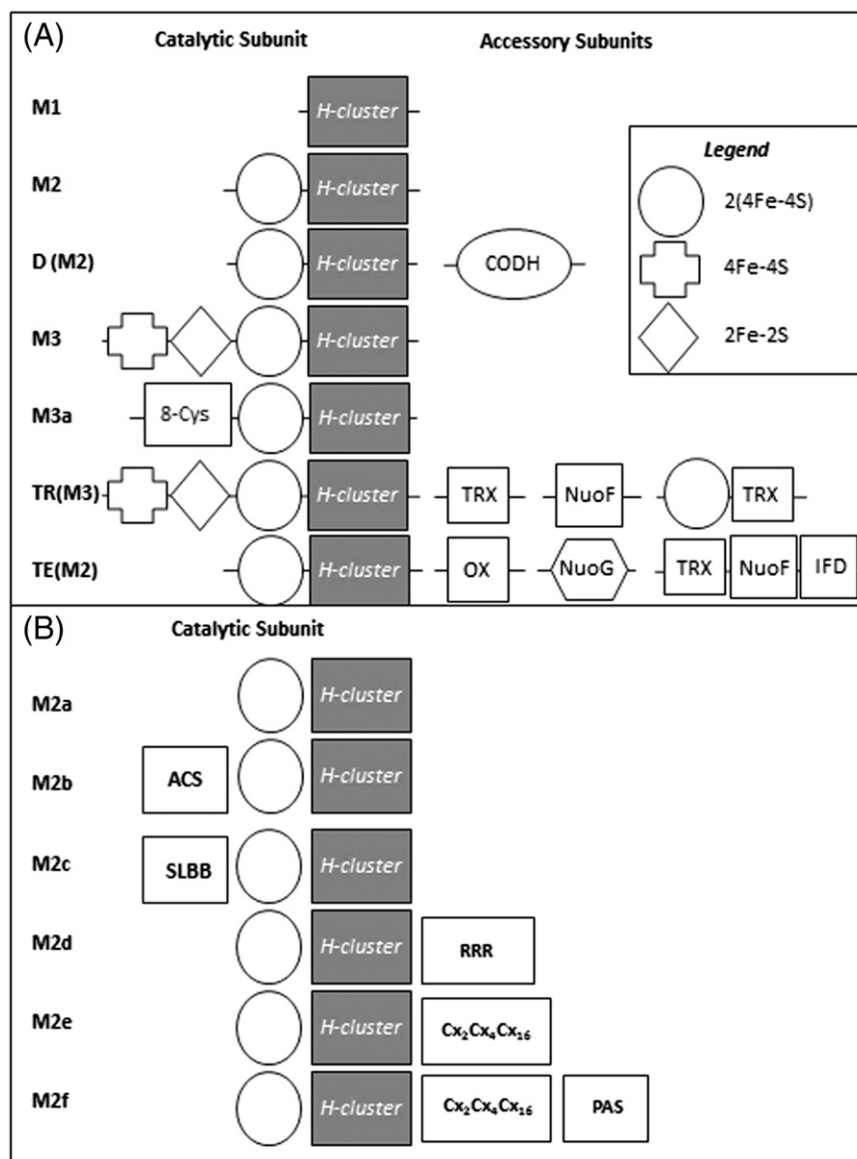 (A)
Catalytic Subunit Accessory Subunits
M1 H-cluster
Legend
M2 H-cluster 2(4Fe-4S)
D (M2) H-cluster CODH 4Fe-4S
M3 H-cluster 2Fe-2S
M3a 8-Cys H-cluster
TR(M3) H-cluster TRX NuoF TRX
TE(M2) H-cluster OX NuoG TRX NuoF IFD
(B)
Catalytic Subunit
M2a H-cluster
M2b ACS H-cluster
M2c SLBB H-cluster
M2d H-cluster RRR
M2e H-cluster Cx₂Cx₄Cx₁₆
M2f H-cluster Cx₂Cx₄Cx₁₆ PAS